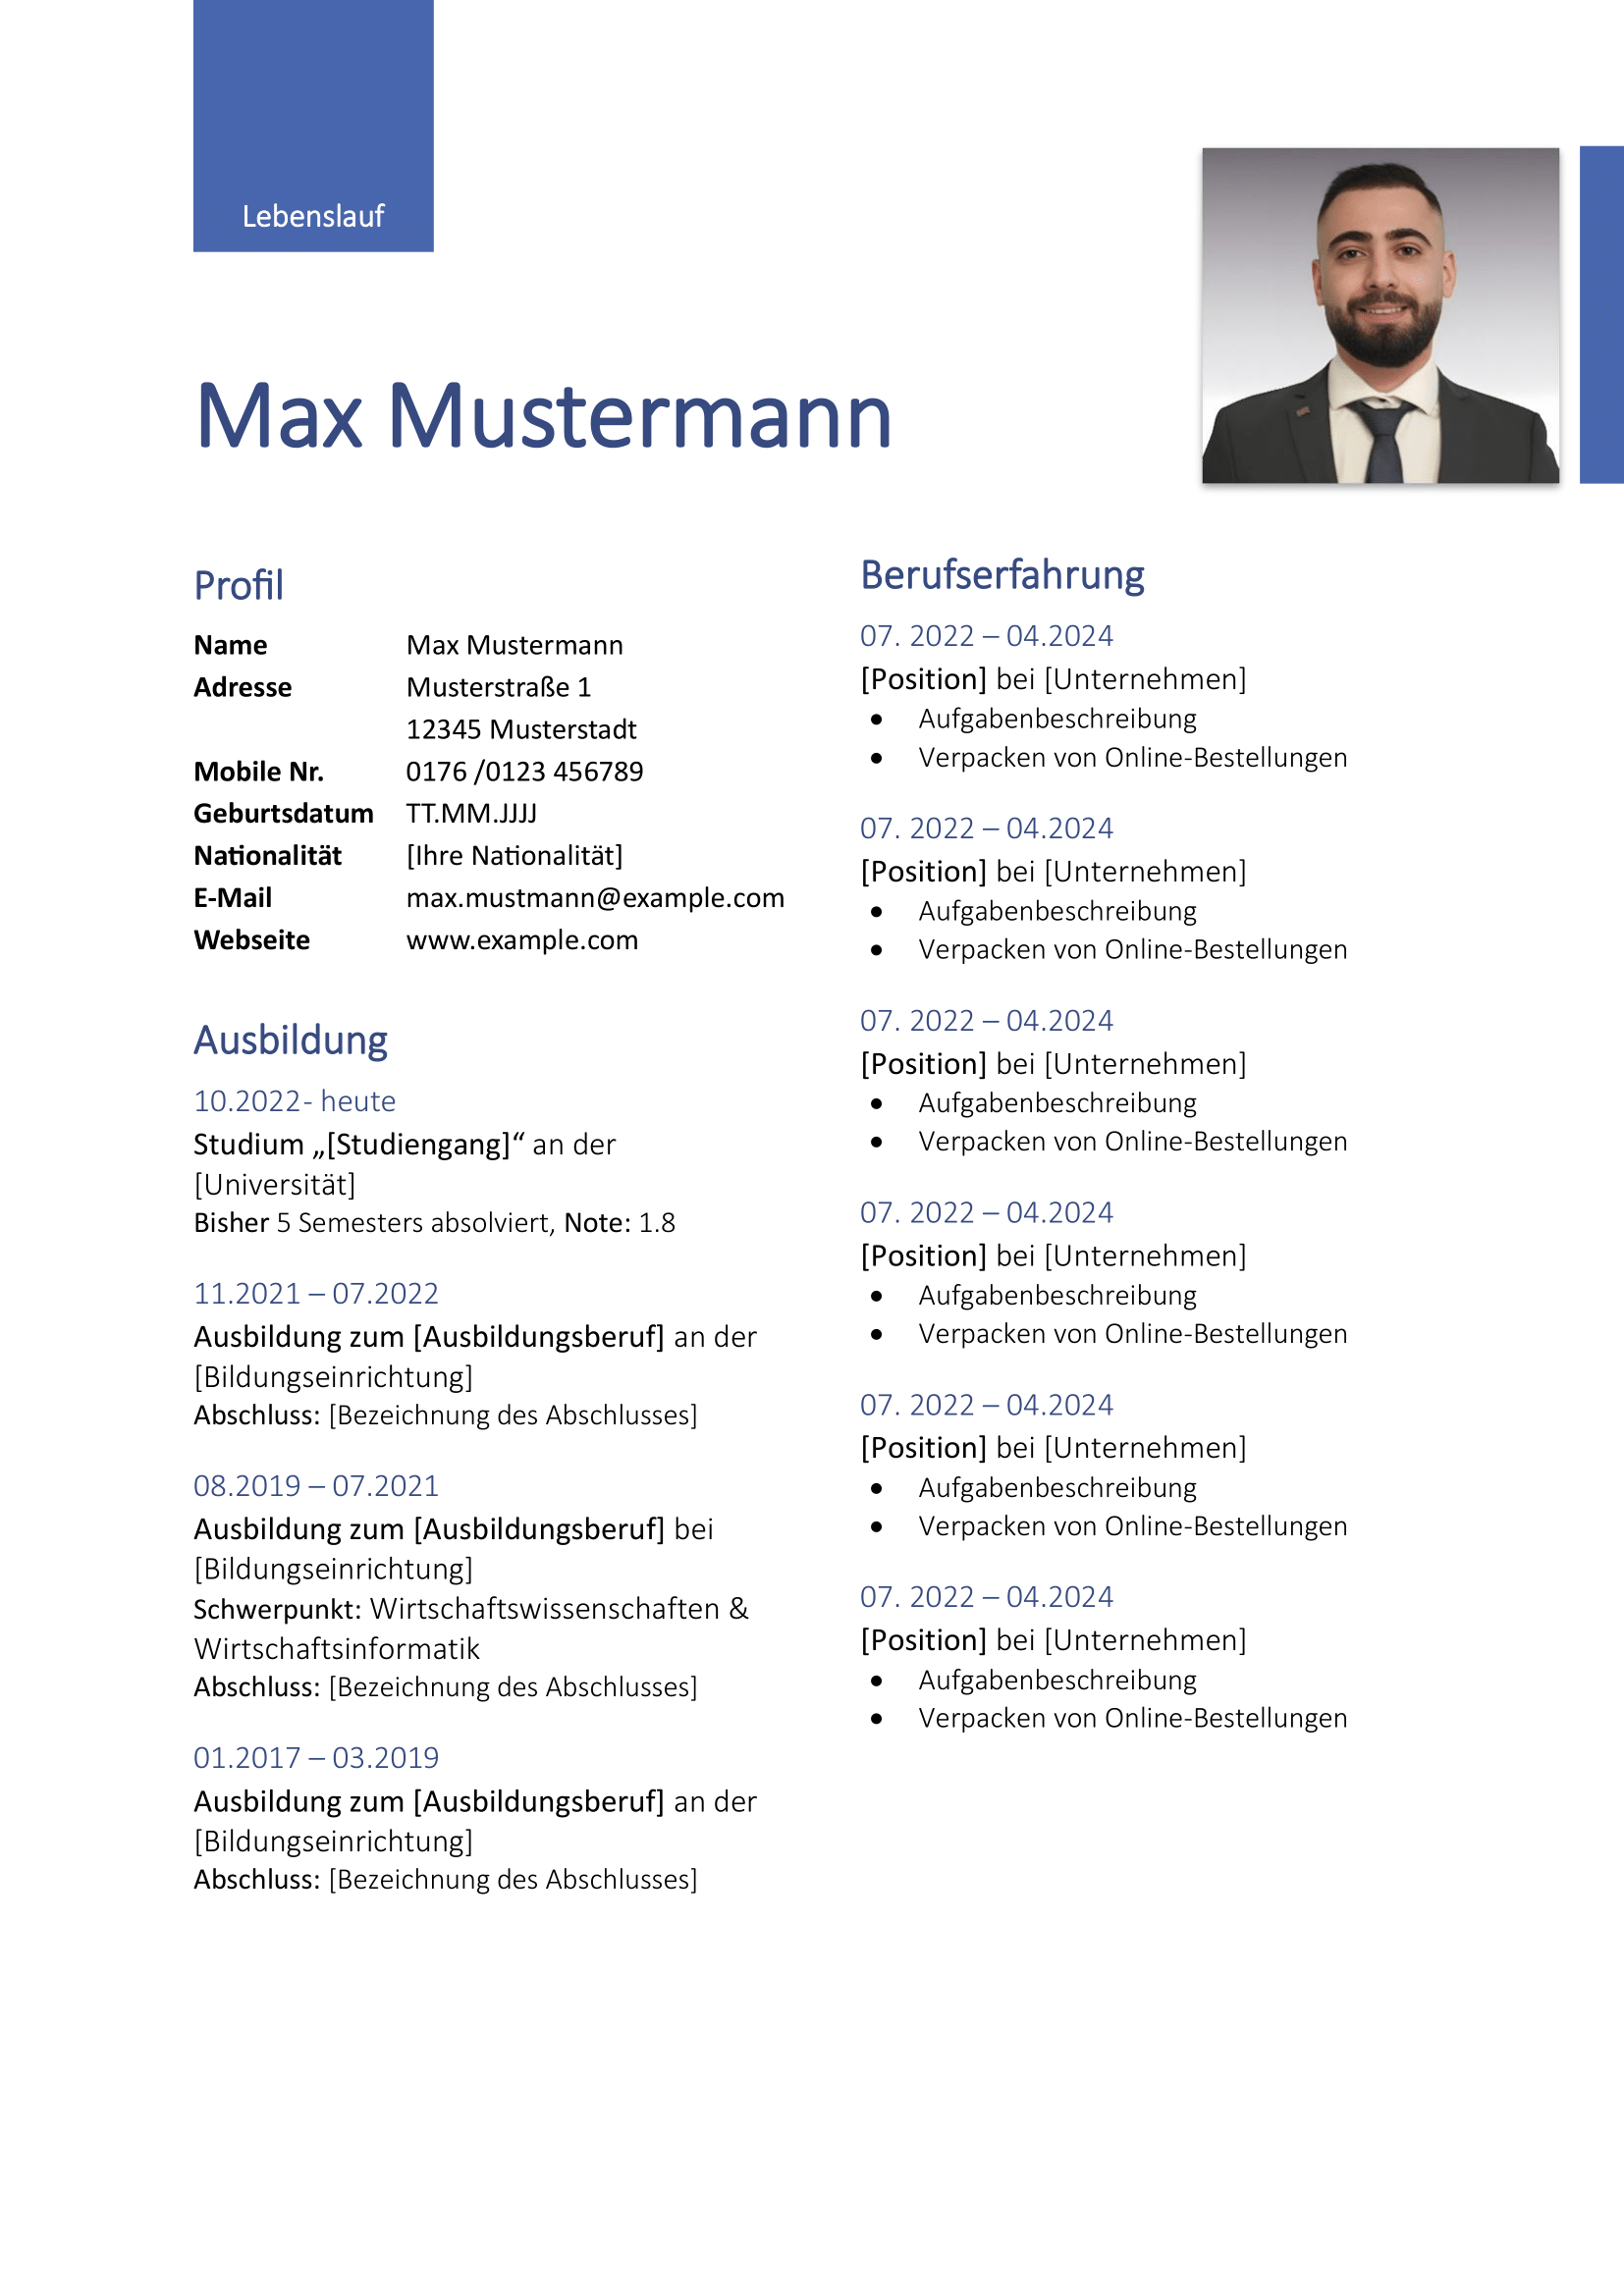 Lebenslauf
Max Mustermann
Profil
Name Max Mustermann
Adresse Musterstraße 1
12345 Musterstadt
Mobile Nr. 0176 /0123 456789
Geburtsdatum TT.MM.JJJJ
Nationalität [Ihre Nationalität]
E-Mail max.mustmann@example.com
Webseite www.example.com
Ausbildung
10.2022- heute
Studium „[Studiengang]“ an der
[Universität]
Bisher 5 Semesters absolviert, Note: 1.8
11.2021 – 07.2022
Ausbildung zum [Ausbildungsberuf] an der
[Bildungseinrichtung]
Abschluss: [Bezeichnung des Abschlusses]
08.2019 – 07.2021
Ausbildung zum [Ausbildungsberuf] bei
[Bildungseinrichtung]
Schwerpunkt: Wirtschaftswissenschaften &
Wirtschaftsinformatik
Abschluss: [Bezeichnung des Abschlusses]
01.2017 – 03.2019
Ausbildung zum [Ausbildungsberuf] an der
[Bildungseinrichtung]
Abschluss: [Bezeichnung des Abschlusses]
Berufserfahrung
07. 2022 – 04.2024
[Position] bei [Unternehmen]
• Aufgabenbeschreibung
• Verpacken von Online-Bestellungen
07. 2022 – 04.2024
[Position] bei [Unternehmen]
• Aufgabenbeschreibung
• Verpacken von Online-Bestellungen
07. 2022 – 04.2024
[Position] bei [Unternehmen]
• Aufgabenbeschreibung
• Verpacken von Online-Bestellungen
07. 2022 – 04.2024
[Position] bei [Unternehmen]
• Aufgabenbeschreibung
• Verpacken von Online-Bestellungen
07. 2022 – 04.2024
[Position] bei [Unternehmen]
• Aufgabenbeschreibung
• Verpacken von Online-Bestellungen
07. 2022 – 04.2024
[Position] bei [Unternehmen]
• Aufgabenbeschreibung
• Verpacken von Online-Bestellungen